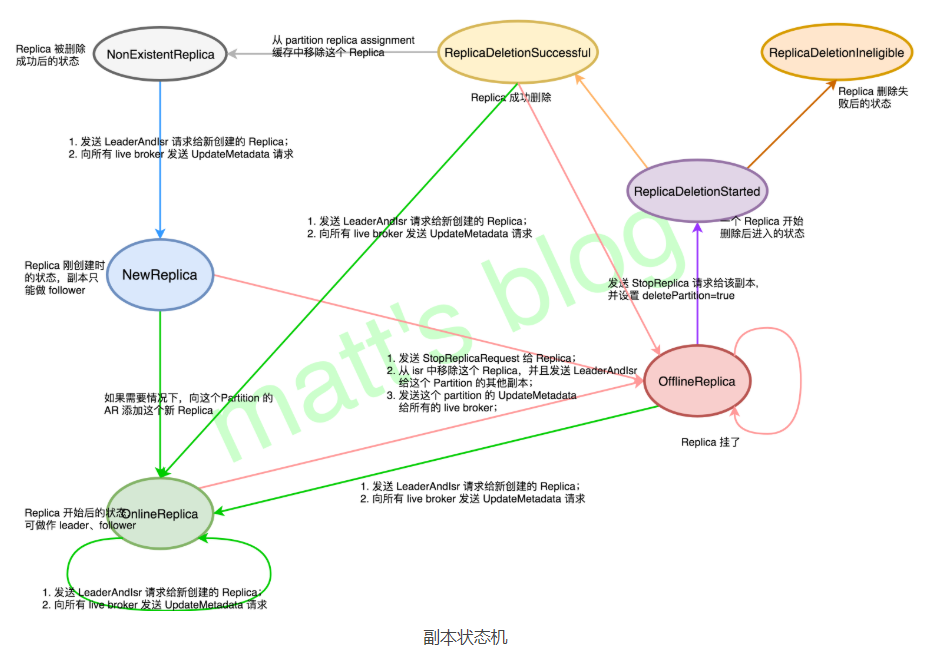 Replica 被删除
成功后的状态
NonExistentReplica
从 partition replica assignment
缓存中移除这个 Replica
ReplicaDeletionSuccessful
ReplicaDeletionIneligible
Replica 成功删除
Replica 删除失
败后的状态
1. 发送 LeaderAndIsr 请求给新创建的 Replica；
2. 向所有 live broker 发送 UpdateMetadata 请求
ReplicaDeletionStarted
一个 Replica 开始
删除后进入的状态
1. 发送 LeaderAndIsr 请求给新创建的 Replica；
2. 向所有 live broker 发送 UpdateMetadata 请求
Replica 刚创建时
的状态，副本只
能做 follower
NewReplica
发送 StopReplica 请求给该副本，
并设置 deletePartition=true
1. 发送 StopReplicaRequest 给 Replica；
2. 从 isr 中移除这个 Replica，并且发送 LeaderAndIsr
给这个 Partition 的其他副本；
3. 发送这个 partition 的 UpdateMetadata
给所有的 live broker；
OfflineReplica
如果需要情况下，向这个Partition 的
AR 添加这个新 Replica
Replica 挂了
1. 发送 LeaderAndIsr 请求给新创建的 Replica；
2. 向所有 live broker 发送 UpdateMetadata 请求
Replica 开始后的状态，
可做作 leader、follower
OnlineReplica
1. 发送 LeaderAndIsr 请求给新创建的 Replica；
2. 向所有 live broker 发送 UpdateMetadata 请求
matt's blog
副本状态机